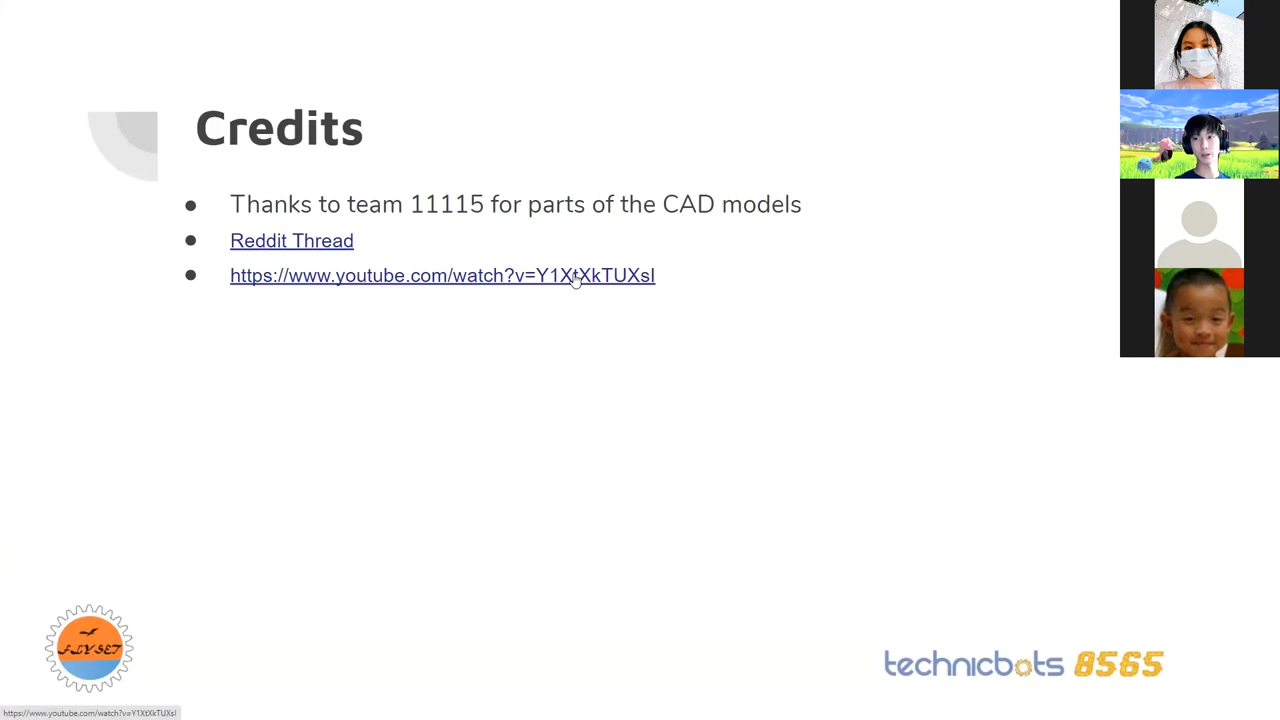 Credits
Thanks to team 11115 for parts of the CAD models
Reddit Thread
https://www.youtube.com/watch?v=Y1XtXkTUXsI
FLYSET
technicbots 8565
https://www.youtube.com/watch?v=Y1XtXkTUXsI